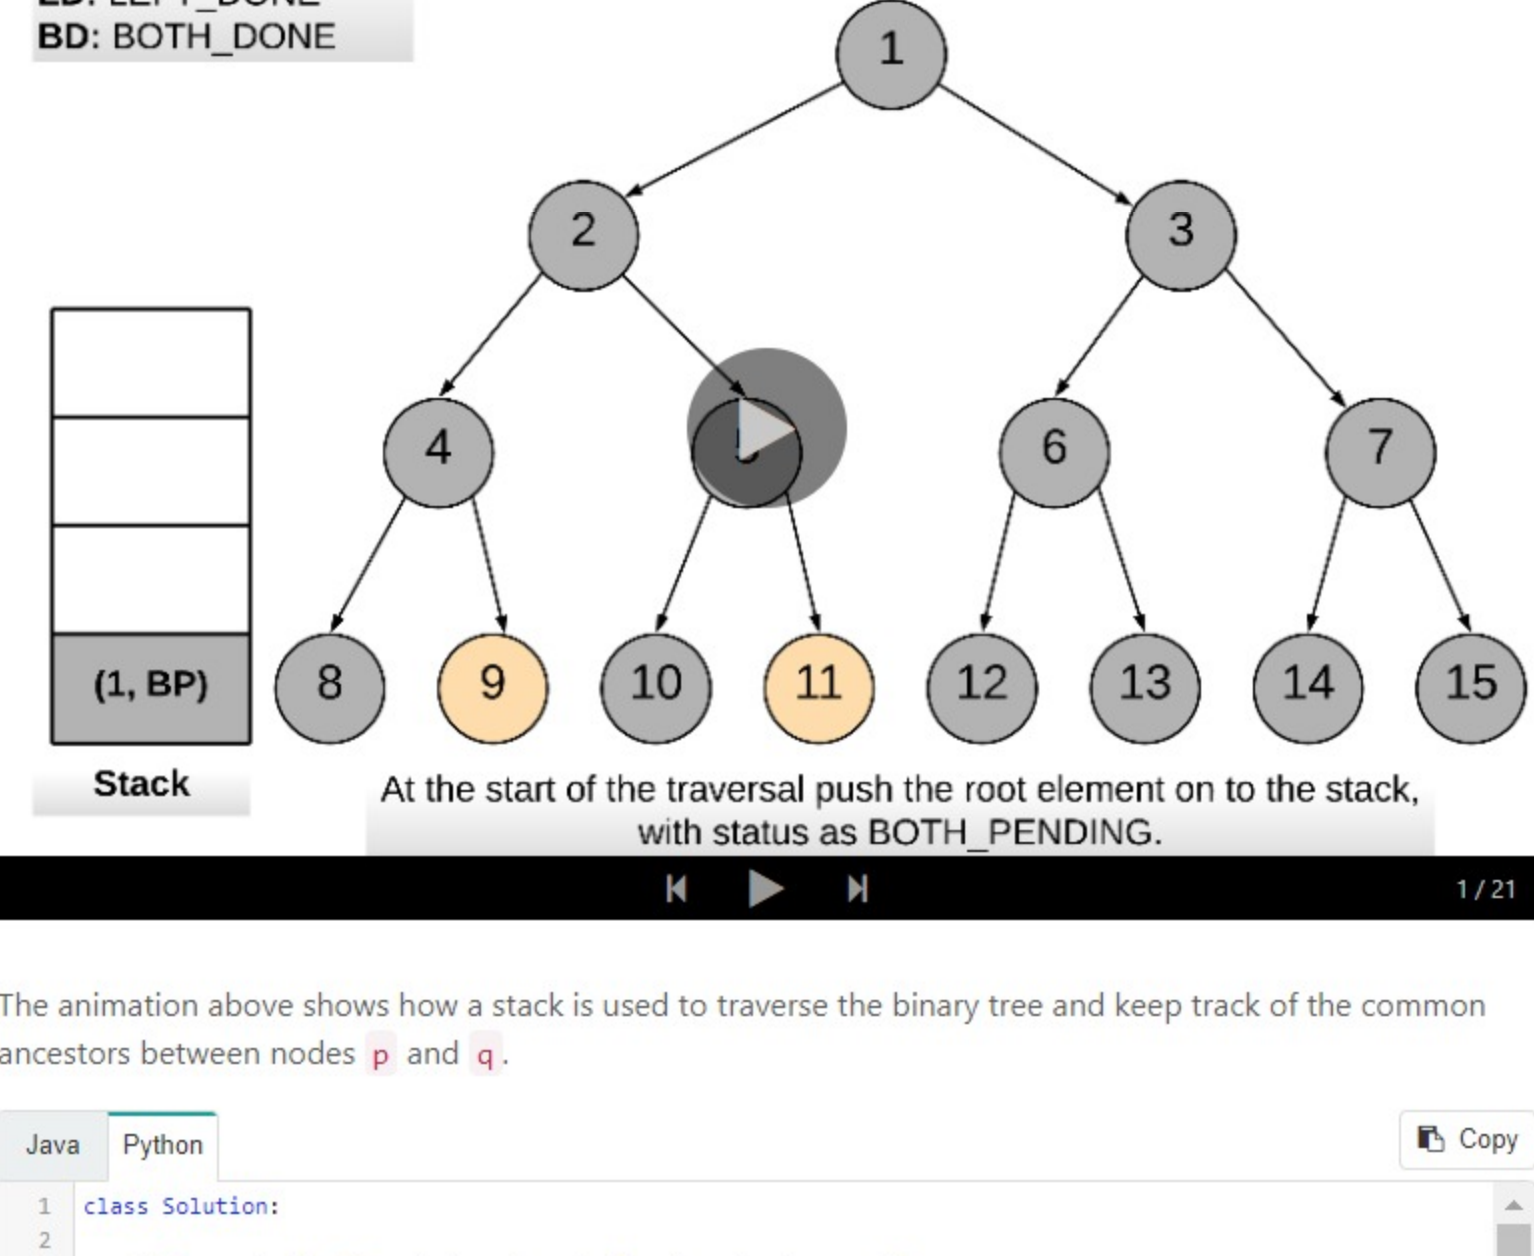 BD: BOTH_DONE
1
2
3
4
6
7
(1, BP)
8
9
10
11
12
13
14
15
Stack
At the start of the traversal push the root element on to the stack,
with status as BOTH_PENDING.
1 / 21
The animation above shows how a stack is used to traverse the binary tree and keep track of the common
ancestors between nodes p and q.
Java
Python
Copy
1
class Solution:
2